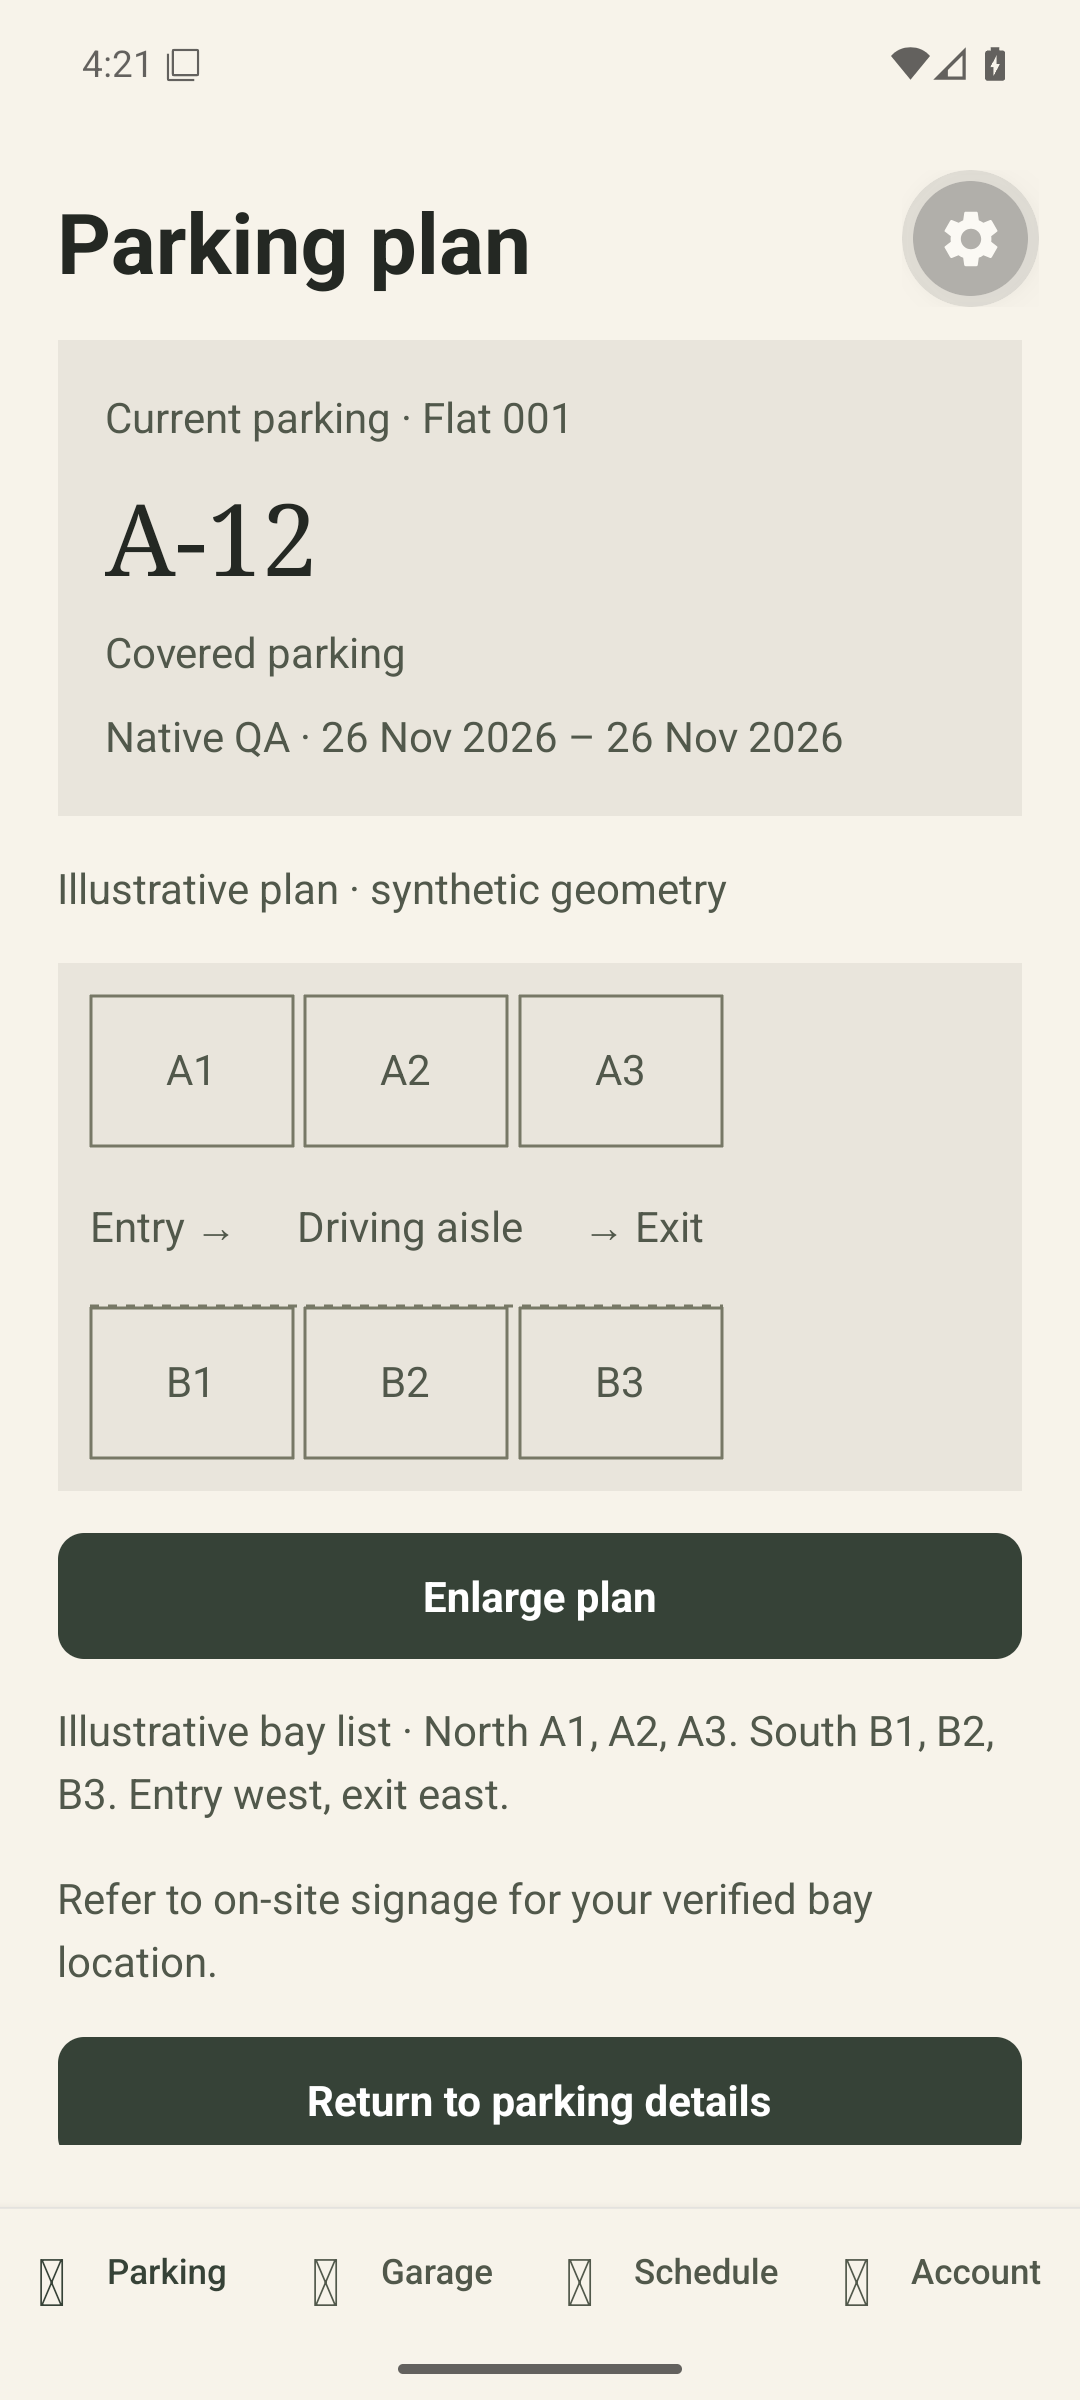 4:21
Parking plan
Current parking · Flat 001
A-12
Covered parking
Native QA · 26 Nov 2026 – 26 Nov 2026
Illustrative plan · synthetic geometry
A1 A2 A3
Entry → Driving aisle → Exit
B1 B2 B3
Enlarge plan
Illustrative bay list · North A1, A2, A3. South B1, B2,
B3. Entry west, exit east.
Refer to on-site signage for your verified bay
location.
Return to parking details
Parking Garage Schedule Account